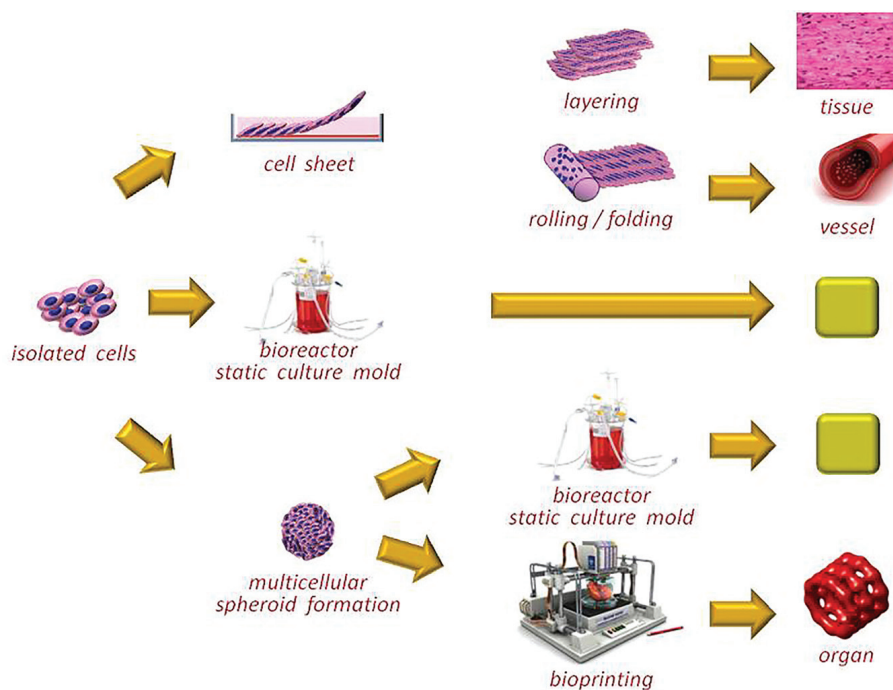 layering
tissue
cell sheet
rolling / folding
vessel
isolated cells
bioreactor
static culture mold
bioreactor
static culture mold
multicellular
spheroid formation
bioprinting
organ